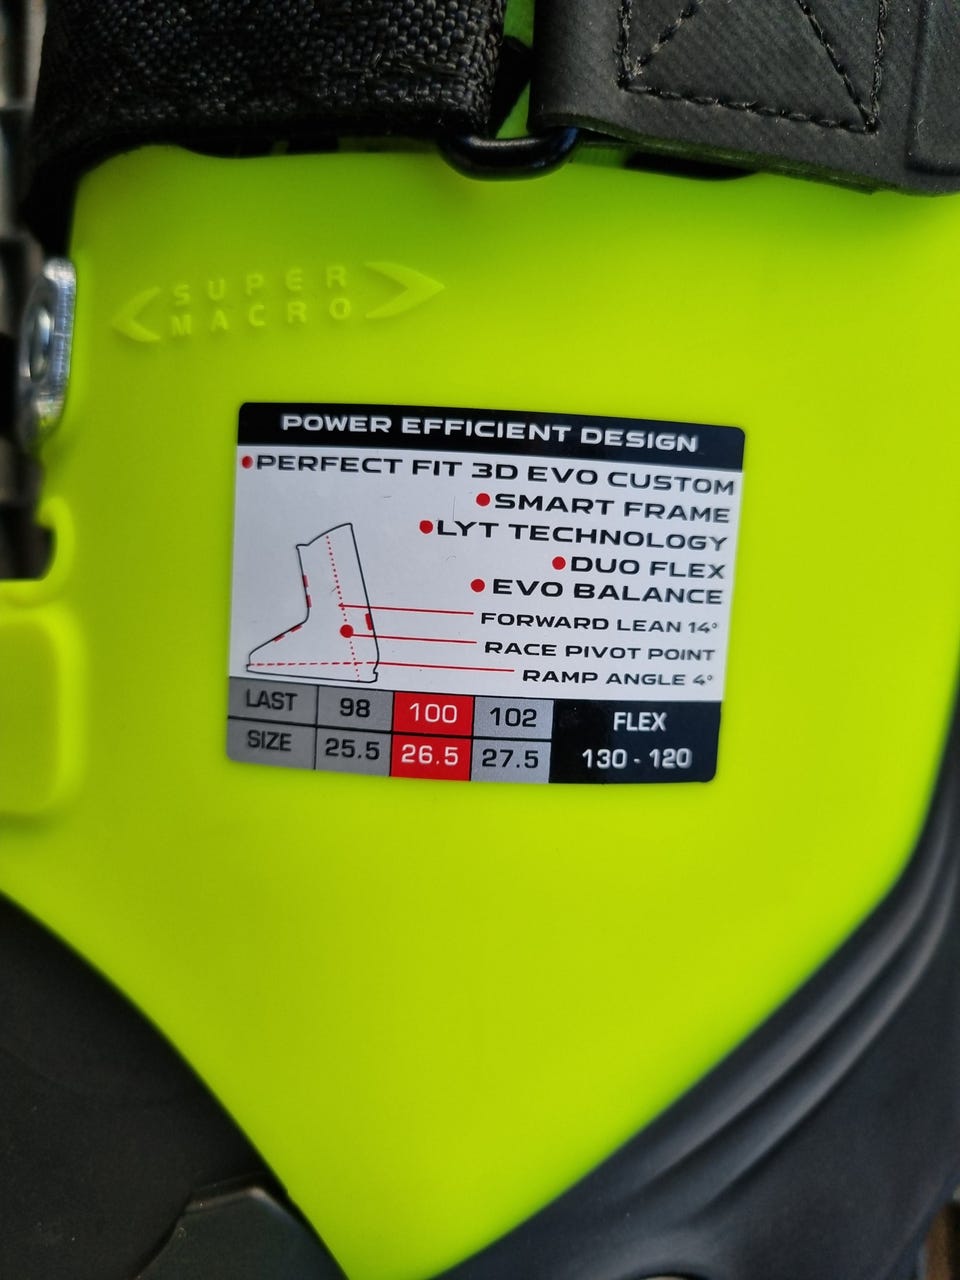 SUPER
MACRO
POWER EFFICIENT DESIGN
•PERFECT FIT 3D EVO CUSTOM
•SMART FRAME
•LYT TECHNOLOGY
•DUO FLEX
•EVO BALANCE
FORWARD LEAN 14°
RACE PIVOT POINT
RAMP ANGLE 4°
LAST 98 100 102 FLEX
SIZE 25.5 26.5 27.5 130 - 120